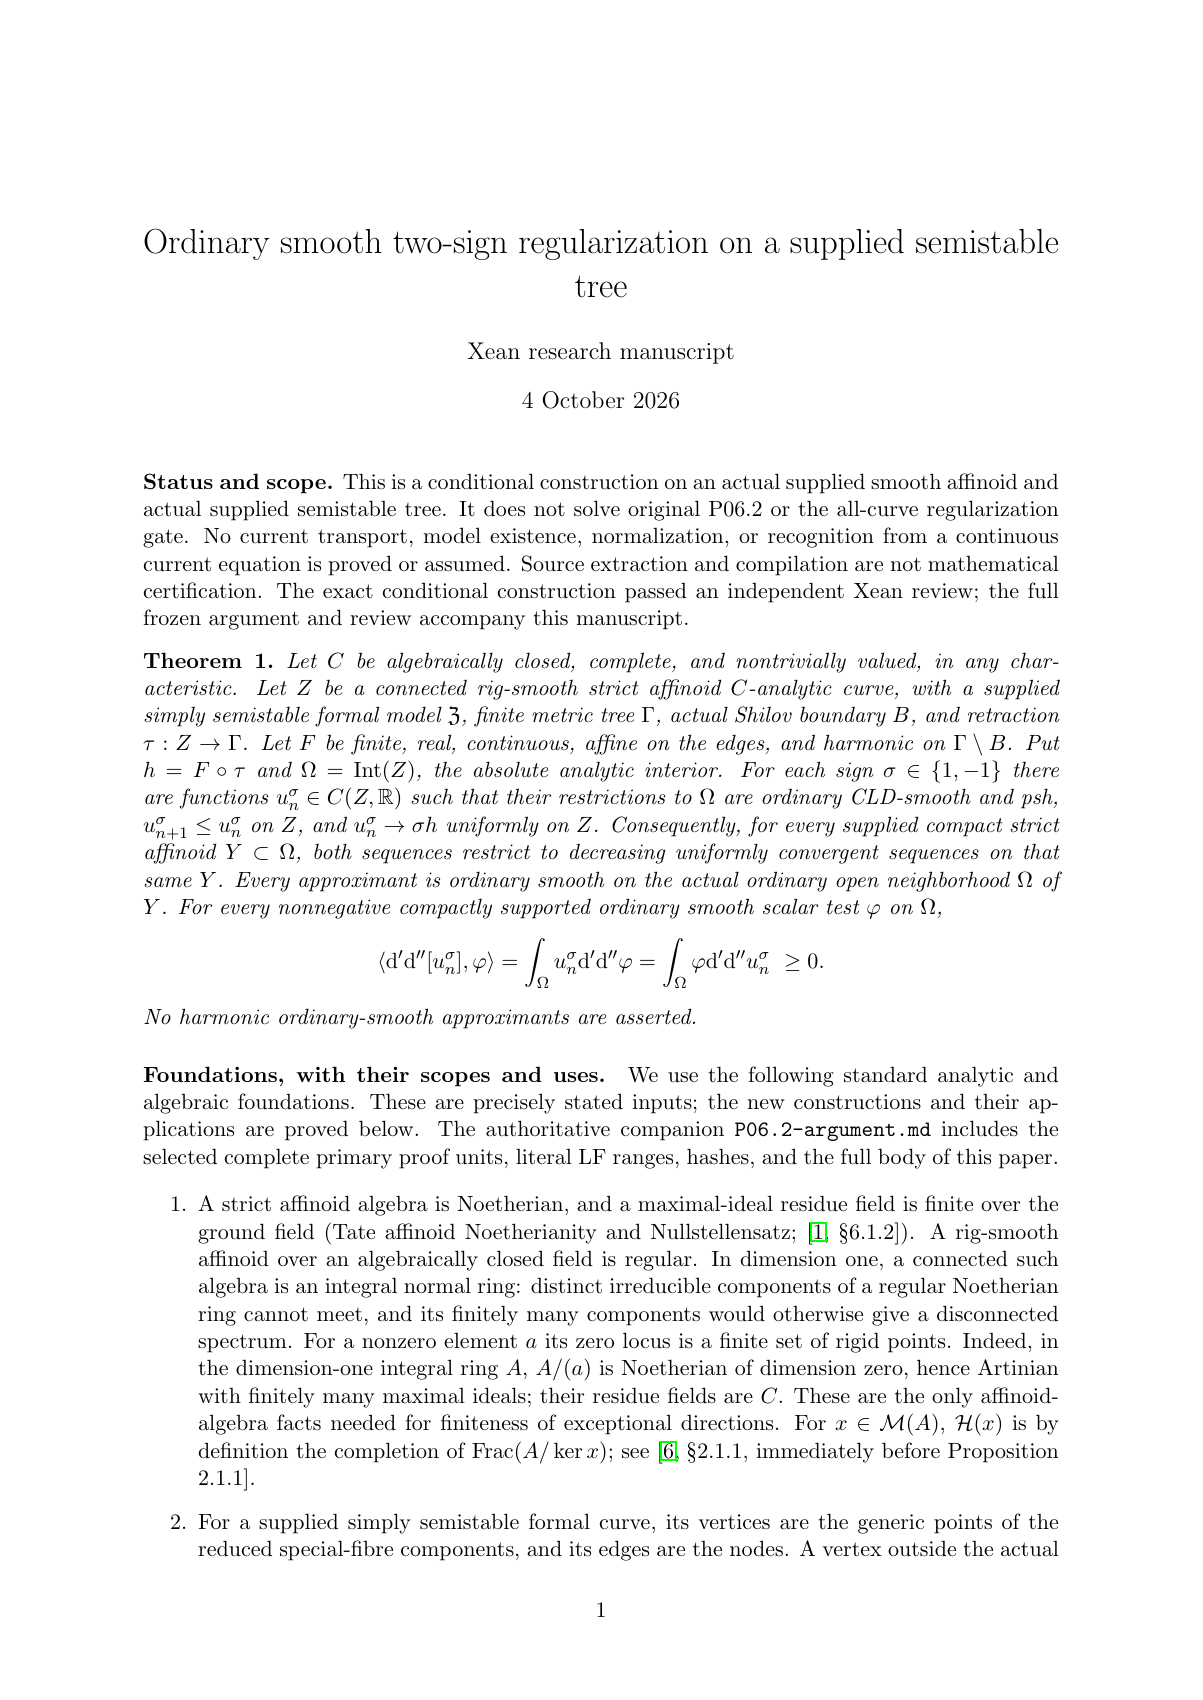 Ordinary smooth two-sign regularization on a supplied semistable
tree
Xean research manuscript
4 October 2026
Status and scope. This is a conditional construction on an actual supplied smooth affinoid and
actual supplied semistable tree. It does not solve original P06.2 or the all-curve regularization
gate. No current transport, model existence, normalization, or recognition from a continuous
current equation is proved or assumed. Source extraction and compilation are not mathematical
certification. The exact conditional construction passed an independent Xean review; the full
frozen argument and review accompany this manuscript.
Theorem 1. Let C be algebraically closed, complete, and nontrivially valued, in any char-
acteristic. Let Z be a connected rig-smooth strict affinoid C-analytic curve, with a supplied
simply semistable formal model ℨ, finite metric tree Γ, actual Shilov boundary B, and retraction
τ : Z → Γ. Let F be finite, real, continuous, affine on the edges, and harmonic on Γ \ B. Put
h = F ∘ τ and Ω = Int(Z), the absolute analytic interior. For each sign σ ∈ {1, −1} there
are functions uₙ^σ ∈ C(Z, ℝ) such that their restrictions to Ω are ordinary CLD-smooth and psh,
uₙ₊₁^σ ≤ uₙ^σ on Z, and uₙ^σ → σh uniformly on Z. Consequently, for every supplied compact strict
affinoid Y ⊂ Ω, both sequences restrict to decreasing uniformly convergent sequences on that
same Y. Every approximant is ordinary smooth on the actual ordinary open neighborhood Ω of
Y. For every nonnegative compactly supported ordinary smooth scalar test φ on Ω,
⟨d′d″[uₙ^σ], φ⟩ = ∫_Ω uₙ^σ d′d″φ = ∫_Ω φd′d″uₙ^σ ≥ 0.
No harmonic ordinary-smooth approximants are asserted.
Foundations, with their scopes and uses. We use the following standard analytic and
algebraic foundations. These are precisely stated inputs; the new constructions and their ap-
plications are proved below. The authoritative companion P06.2-argument.md includes the
selected complete primary proof units, literal LF ranges, hashes, and the full body of this paper.
1. A strict affinoid algebra is Noetherian, and a maximal-ideal residue field is finite over the
ground field (Tate affinoid Noetherianity and Nullstellensatz; [1, §6.1.2]). A rig-smooth
affinoid over an algebraically closed field is regular. In dimension one, a connected such
algebra is an integral normal ring: distinct irreducible components of a regular Noetherian
ring cannot meet, and its finitely many components would otherwise give a disconnected
spectrum. For a nonzero element a its zero locus is a finite set of rigid points. Indeed, in
the dimension-one integral ring A, A/(a) is Noetherian of dimension zero, hence Artinian
with finitely many maximal ideals; their residue fields are C. These are the only affinoid-
algebra facts needed for finiteness of exceptional directions. For x ∈ ℳ(A), ℋ(x) is by
definition the completion of Frac(A/ ker x); see [6, §2.1.1, immediately before Proposition
2.1.1].
2. For a supplied simply semistable formal curve, its vertices are the generic points of the
reduced special-fibre components, and its edges are the nodes. A vertex outside the actual
1